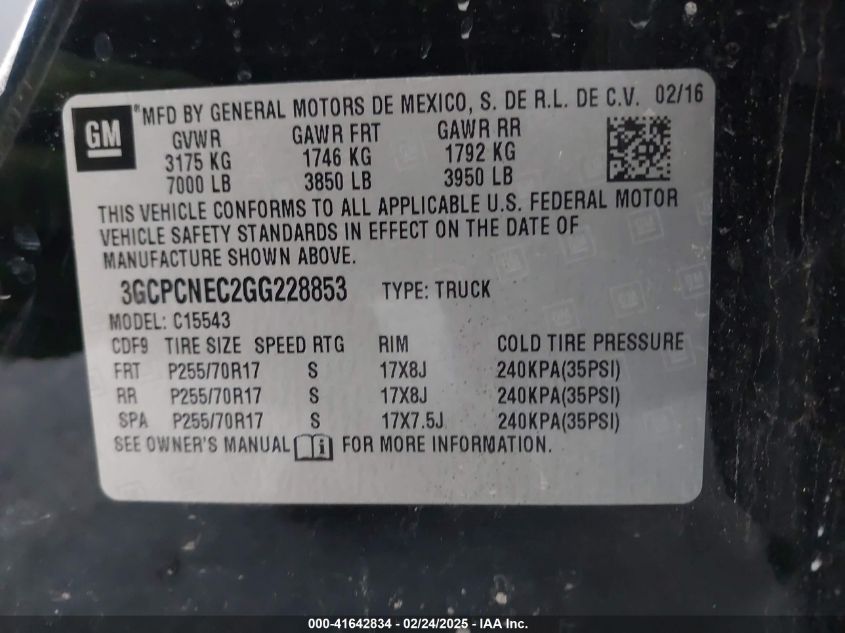 GM
MFD BY GENERAL MOTORS DE MEXICO, S. DE R.L. DE C.V. 02/16
GVWR GAWR FRT GAWR RR
3175 KG 1746 KG 1792 KG
7000 LB 3850 LB 3950 LB
THIS VEHICLE CONFORMS TO ALL APPLICABLE U.S. FEDERAL MOTOR
VEHICLE SAFETY STANDARDS IN EFFECT ON THE DATE OF
MANUFACTURE SHOWN ABOVE.
3GCPCNEC2GG228853 TYPE: TRUCK
MODEL: C15543
CDF9 TIRE SIZE SPEED RTG RIM COLD TIRE PRESSURE
FRT P255/70R17 S 17X8J 240KPA(35PSI)
RR P255/70R17 S 17X8J 240KPA(35PSI)
SPA P255/70R17 S 17X7.5J 240KPA(35PSI)
SEE OWNER'S MANUAL FOR MORE INFORMATION.
000-41642834 - 02/24/2025 - IAA Inc.